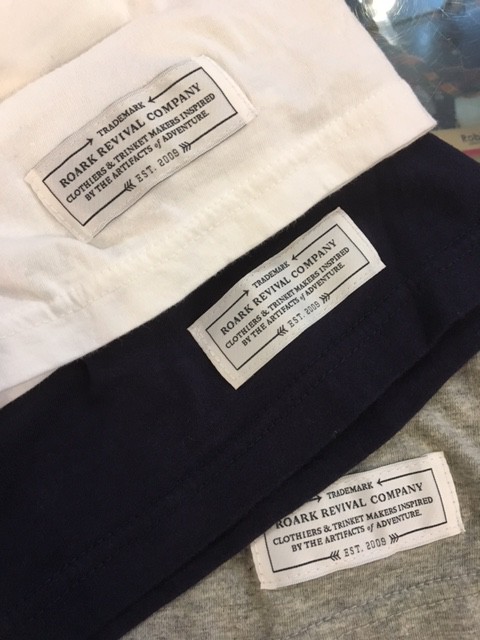 TRADEMARK
ROARK REVIVAL COMPANY
CLOTHIERS & TRINKET MAKERS INSPIRED
BY THE ARTIFACTS of ADVENTURE.
EST. 2009
TRADEMARK
ROARK REVIVAL COMPANY
CLOTHIERS & TRINKET MAKERS INSPIRED
BY THE ARTIFACTS of ADVENTURE.
EST. 2009
TRADEMARK
ROARK REVIVAL COMPANY
CLOTHIERS & TRINKET MAKERS INSPIRED
BY THE ARTIFACTS of ADVENTURE.
EST. 2009